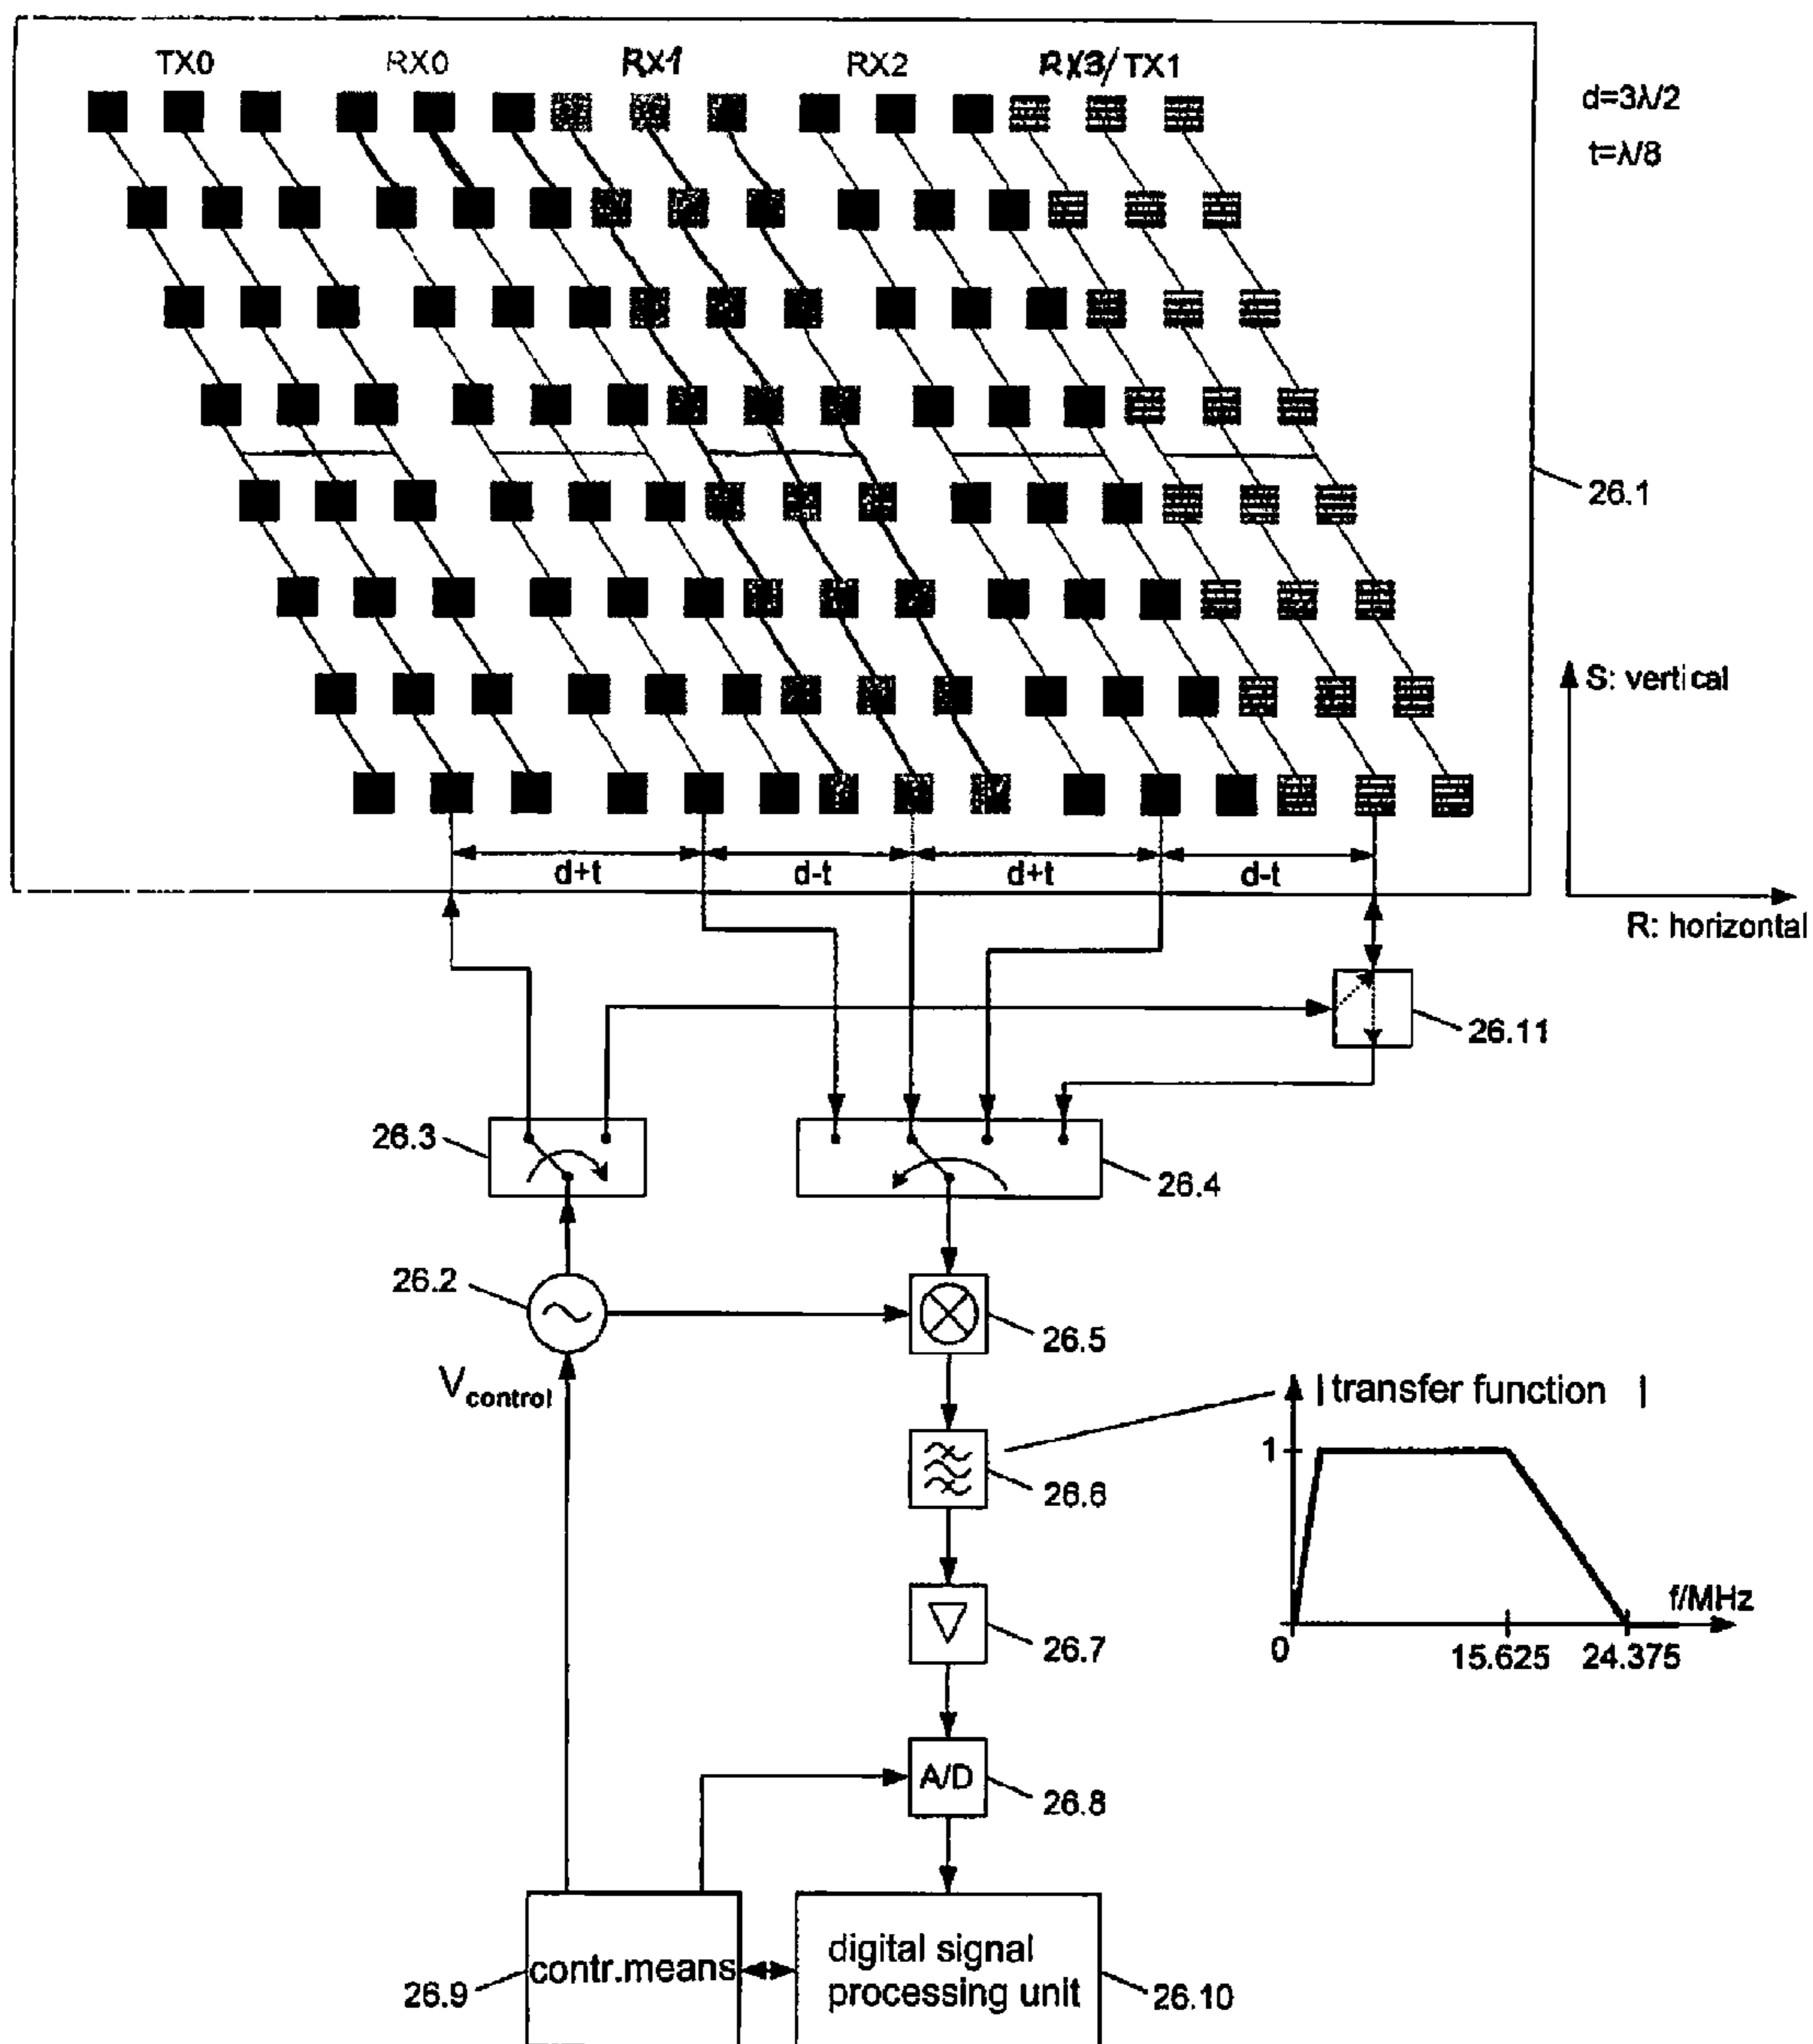 TX0 RX0 RX1 RX2 RX3/TX1
d=3λ/2
t=λ/8
26.1
S: vertical
d+t d-t d+t d-t
R: horizontal
26.11
26.3
26.4
26.2
26.5
Vcontrol
| transfer function |
1
26.6
f/MHz
0 15.625 24.375
26.7
A/D
26.8
contr.means
digital signal
processing unit
26.9
26.10